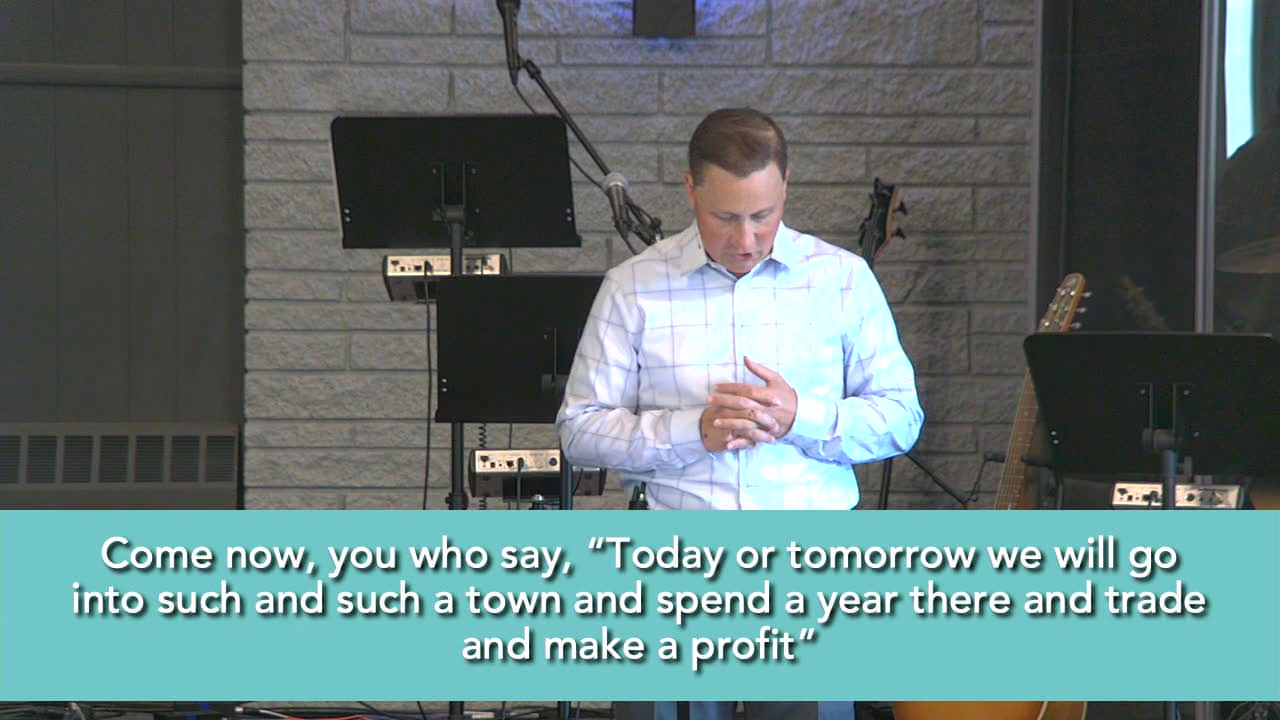 Come now, you who say, “Today or tomorrow we will go
into such and such a town and spend a year there and trade
and make a profit”